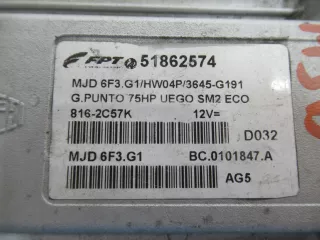 FPT 51862574
MJD 6F3.G1/HW04P/3645-G191
G.PUNTO 75HP UEGO SM2 ECO
816-2C57K 12V=
D032
MJD 6F3.G1 BC.0101847.A
AG5